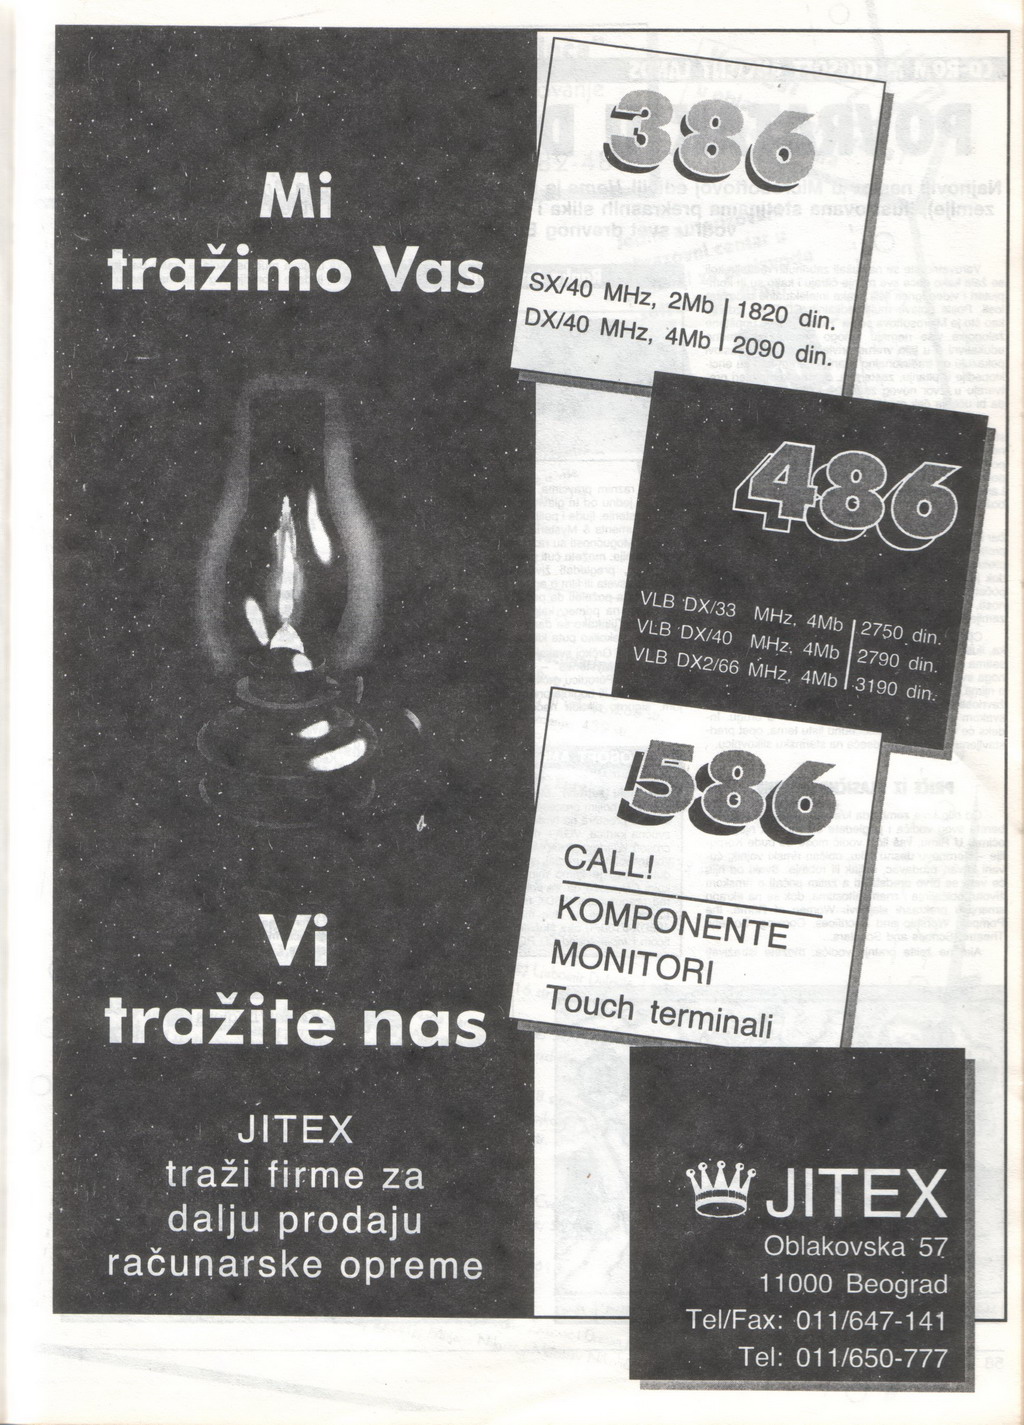 Mi
tražimo Vas
Vi
tražite nas
JITEX
traži firme za
dalju prodaju
računarske opreme
386
SX/40 MHz, 2Mb | 1820 din.
DX/40 MHz, 4Mb | 2090 din.
486
VLB DX/33 MHz, 4Mb | 2750 din.
VLB DX/40 MHz, 4Mb | 2790 din.
VLB DX2/66 MHz, 4Mb | 3190 din.
586
CALL!
KOMPONENTE
MONITORI
Touch terminali
JITEX
Oblakovska 57
11000 Beograd
Tel/Fax: 011/647-141
Tel: 011/650-777